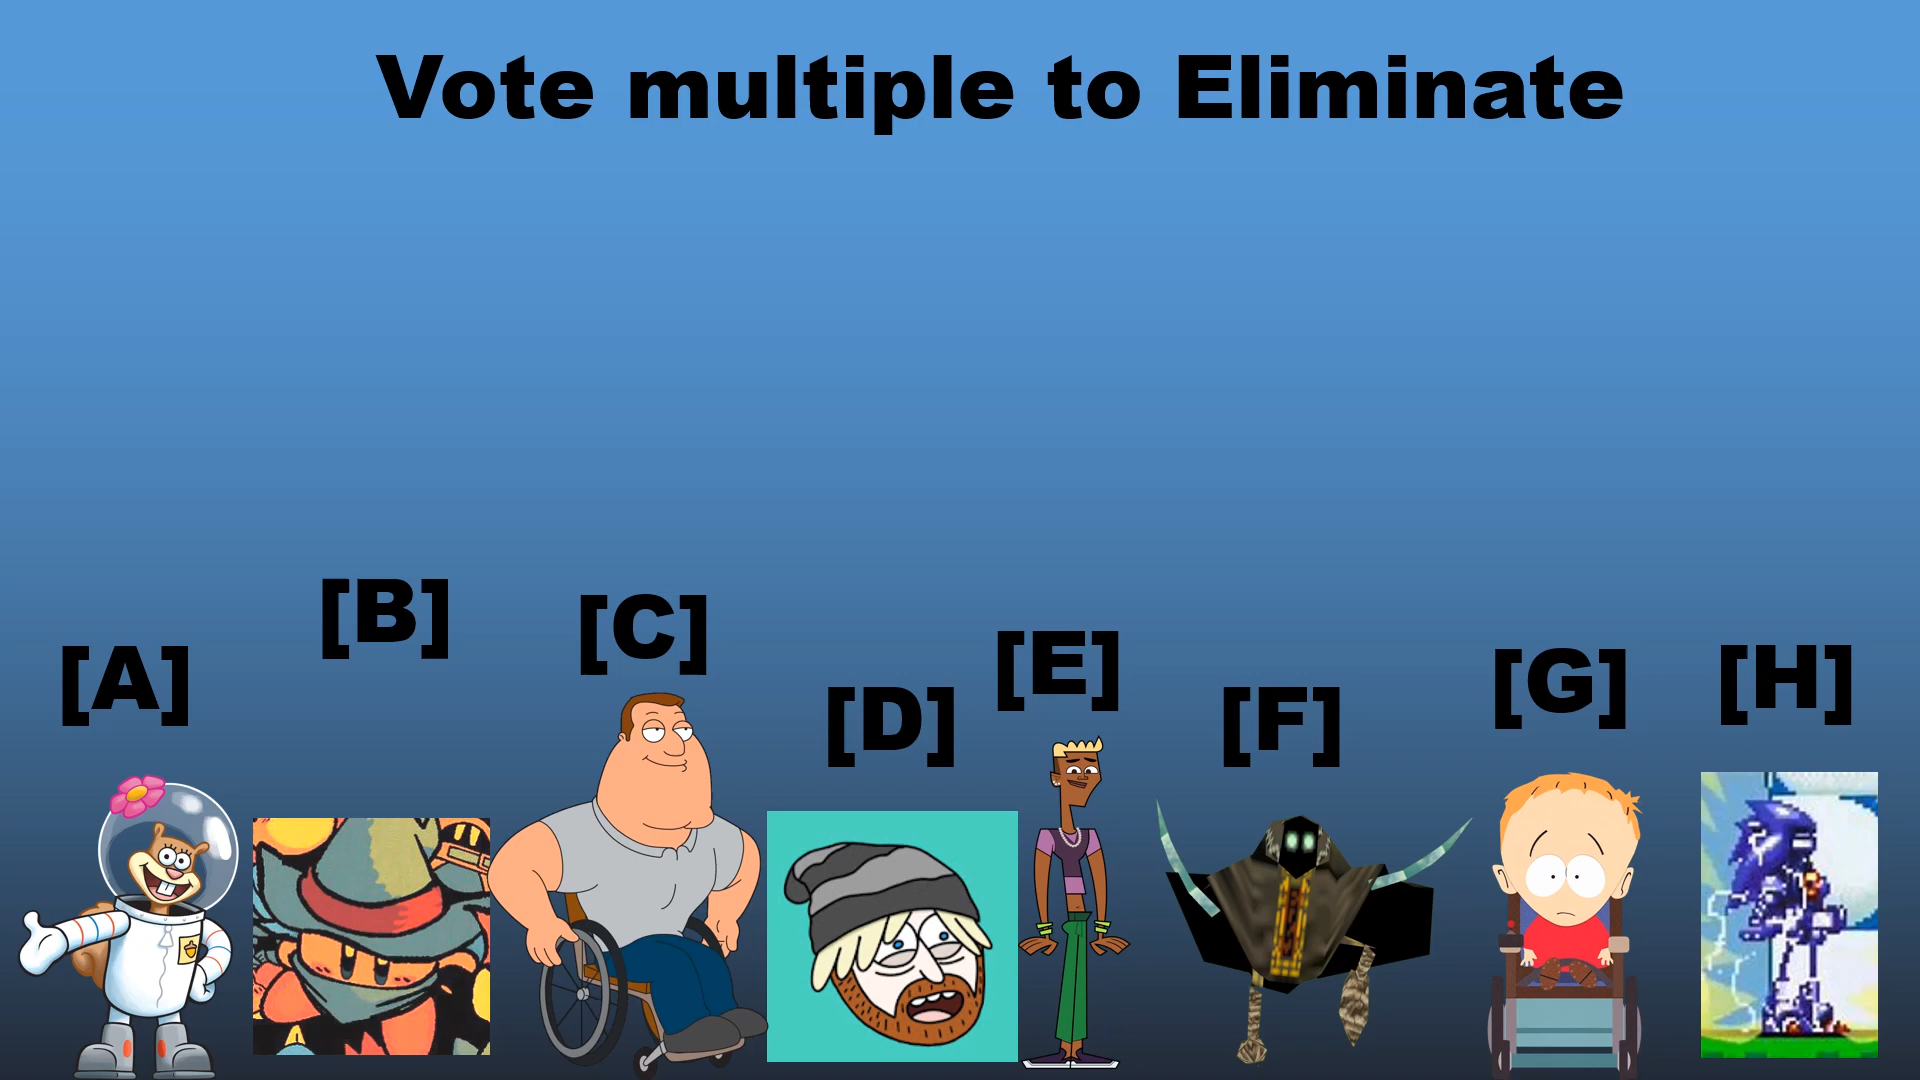 Vote multiple to Eliminate
[A]
[B]
[C]
[D]
[E]
[F]
[G]
[H]